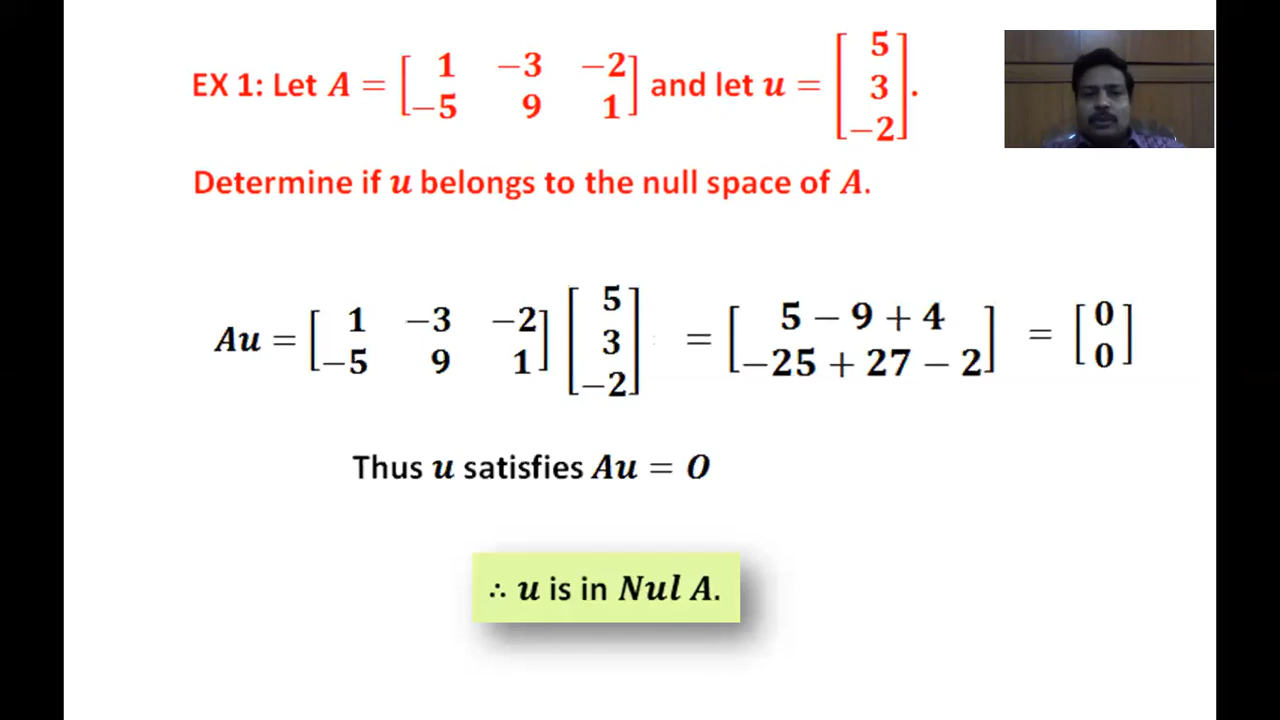 EX 1: Let A = [1 −3 −2; −5 9 1] and let u = [5; 3; −2].
Determine if u belongs to the null space of A.
Au = [1 −3 −2; −5 9 1] [5; 3; −2] = [5 − 9 + 4; −25 + 27 − 2] = [0; 0]
Thus u satisfies Au = O
∴ u is in Nul A.